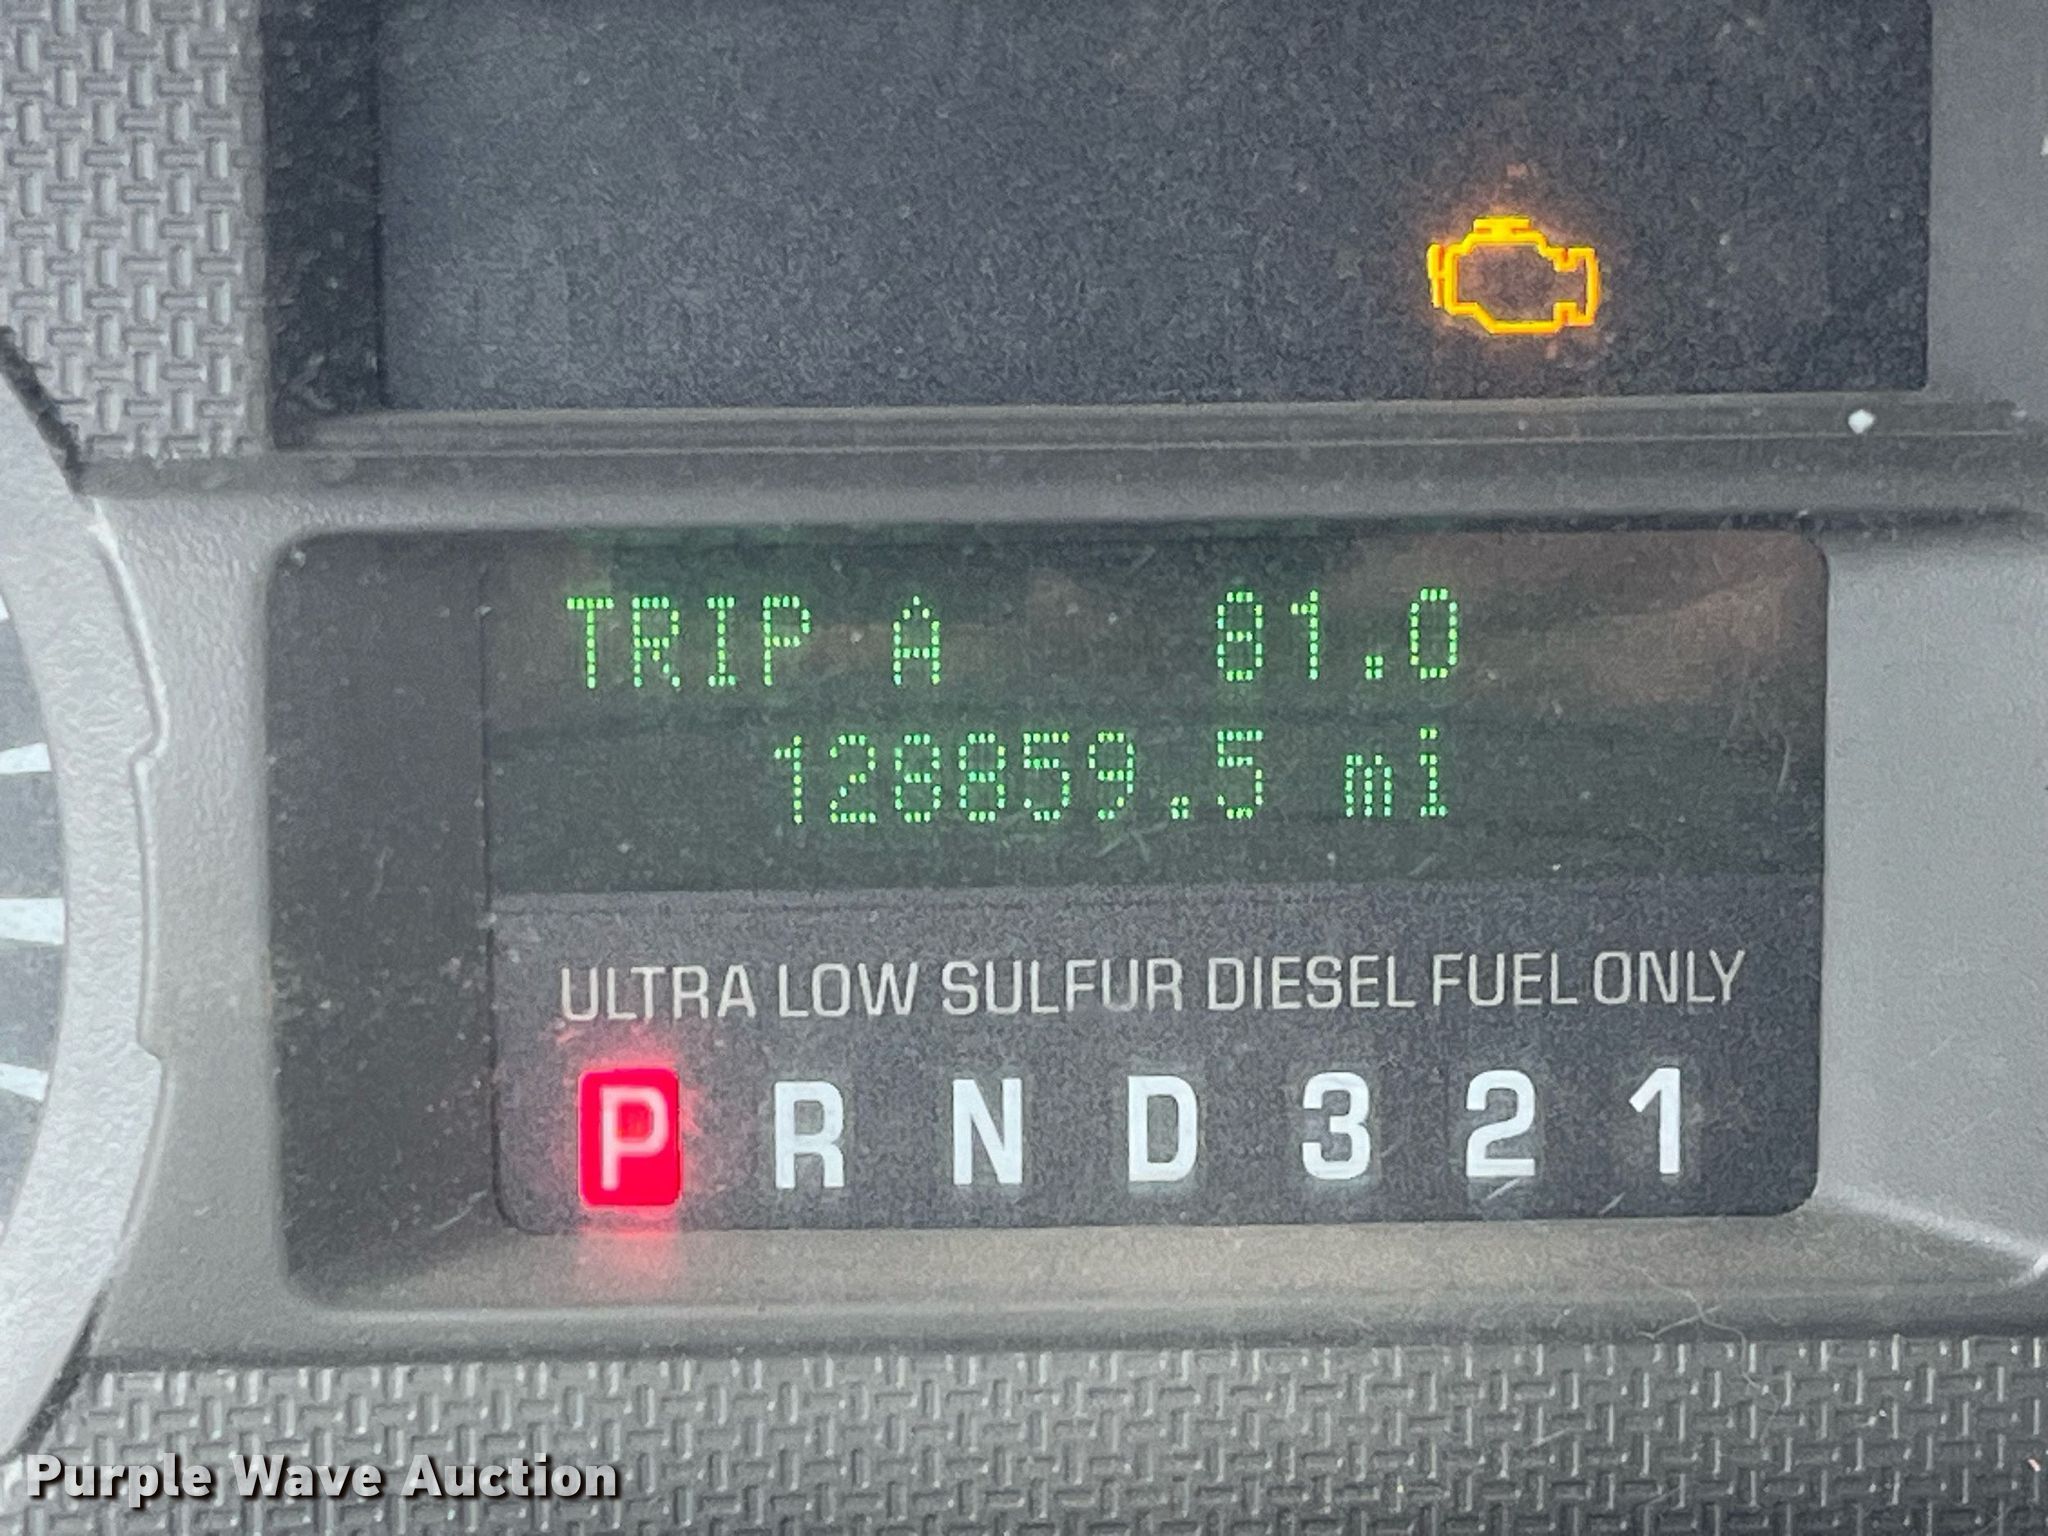 TRIP A 81.0
128859.5 mi
ULTRA LOW SULFUR DIESEL FUEL ONLY
P R N D 3 2 1
Purple Wave Auction